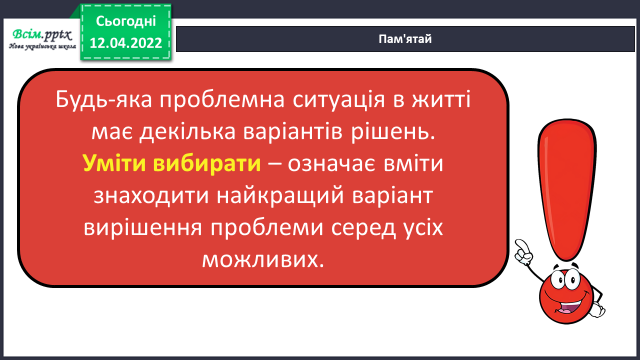 Всім.pptx
Нова українська школа
Сьогодні
12.04.2022
Пам'ятай
Будь-яка проблемна ситуація в житті
має декілька варіантів рішень.
Уміти вибирати – означає вміти
знаходити найкращий варіант
вирішення проблеми серед усіх
можливих.